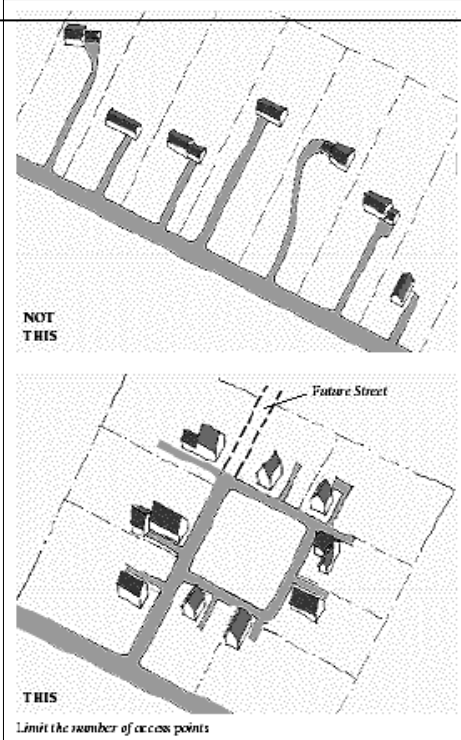 NOT
THIS
Future Street
THIS
Limit the number of access points